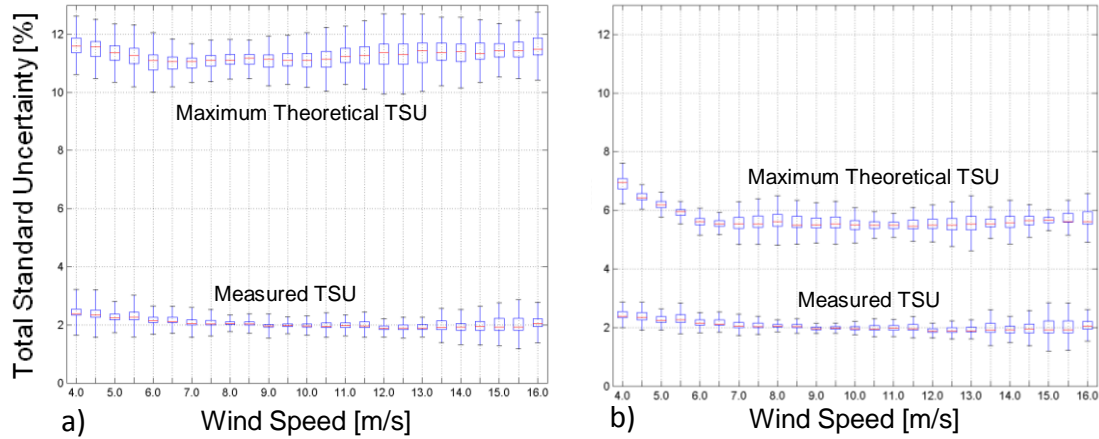 Total Standard Uncertainty [%]
12
10
8
6
4
2
0
Maximum Theoretical TSU
Measured TSU
4.0 5.0 6.0 7.0 8.0 9.0 10.0 11.0 12.0 13.0 14.0 15.0 16.0
a) Wind Speed [m/s]
12
10
8
6
4
2
0
Maximum Theoretical TSU
Measured TSU
4.0 5.0 6.0 7.0 8.0 9.0 10.0 11.0 12.0 13.0 14.0 15.0 16.0
b) Wind Speed [m/s]